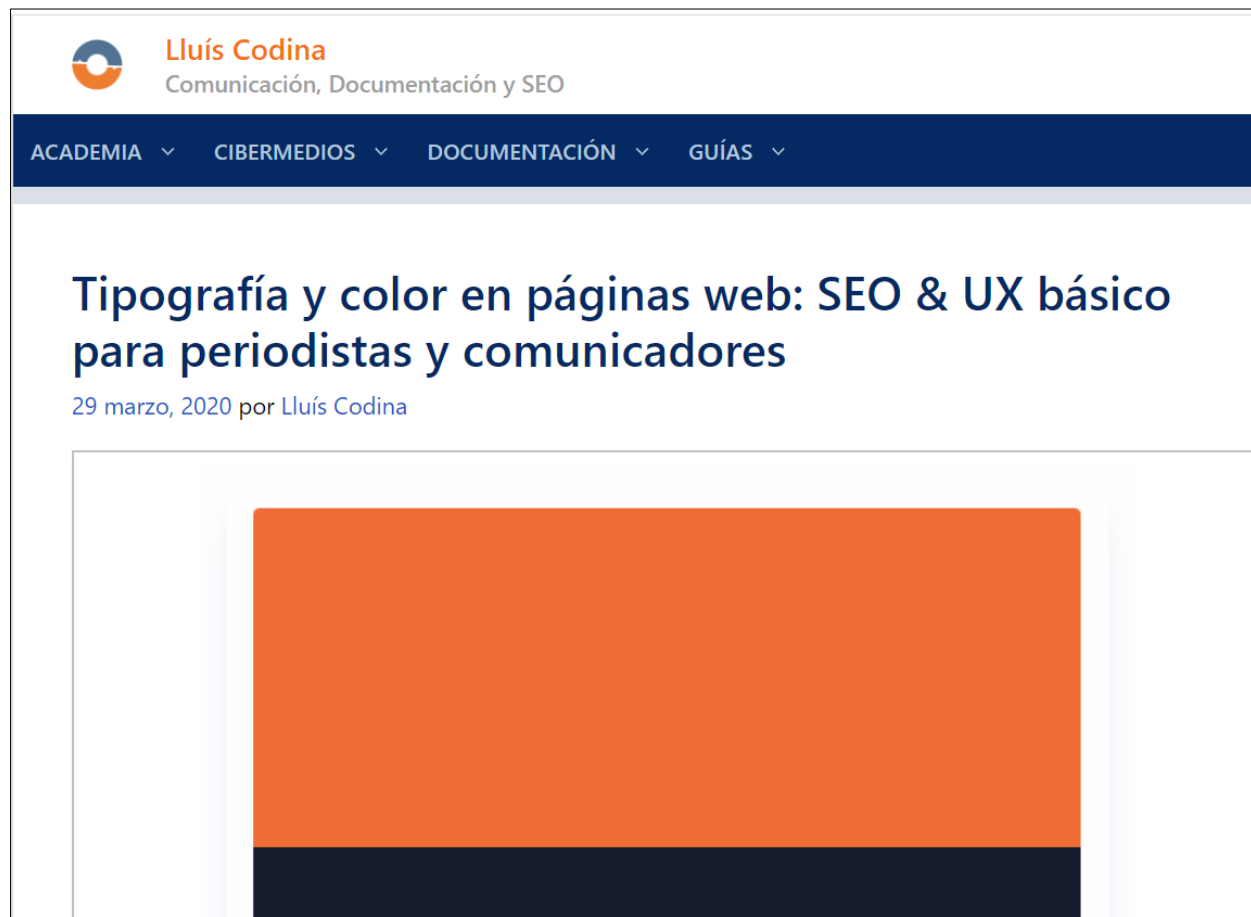 Lluís Codina
Comunicación, Documentación y SEO
ACADEMIA CIBERMEDIOS DOCUMENTACIÓN GUÍAS
Tipografía y color en páginas web: SEO & UX básico
para periodistas y comunicadores
29 marzo, 2020 por Lluís Codina